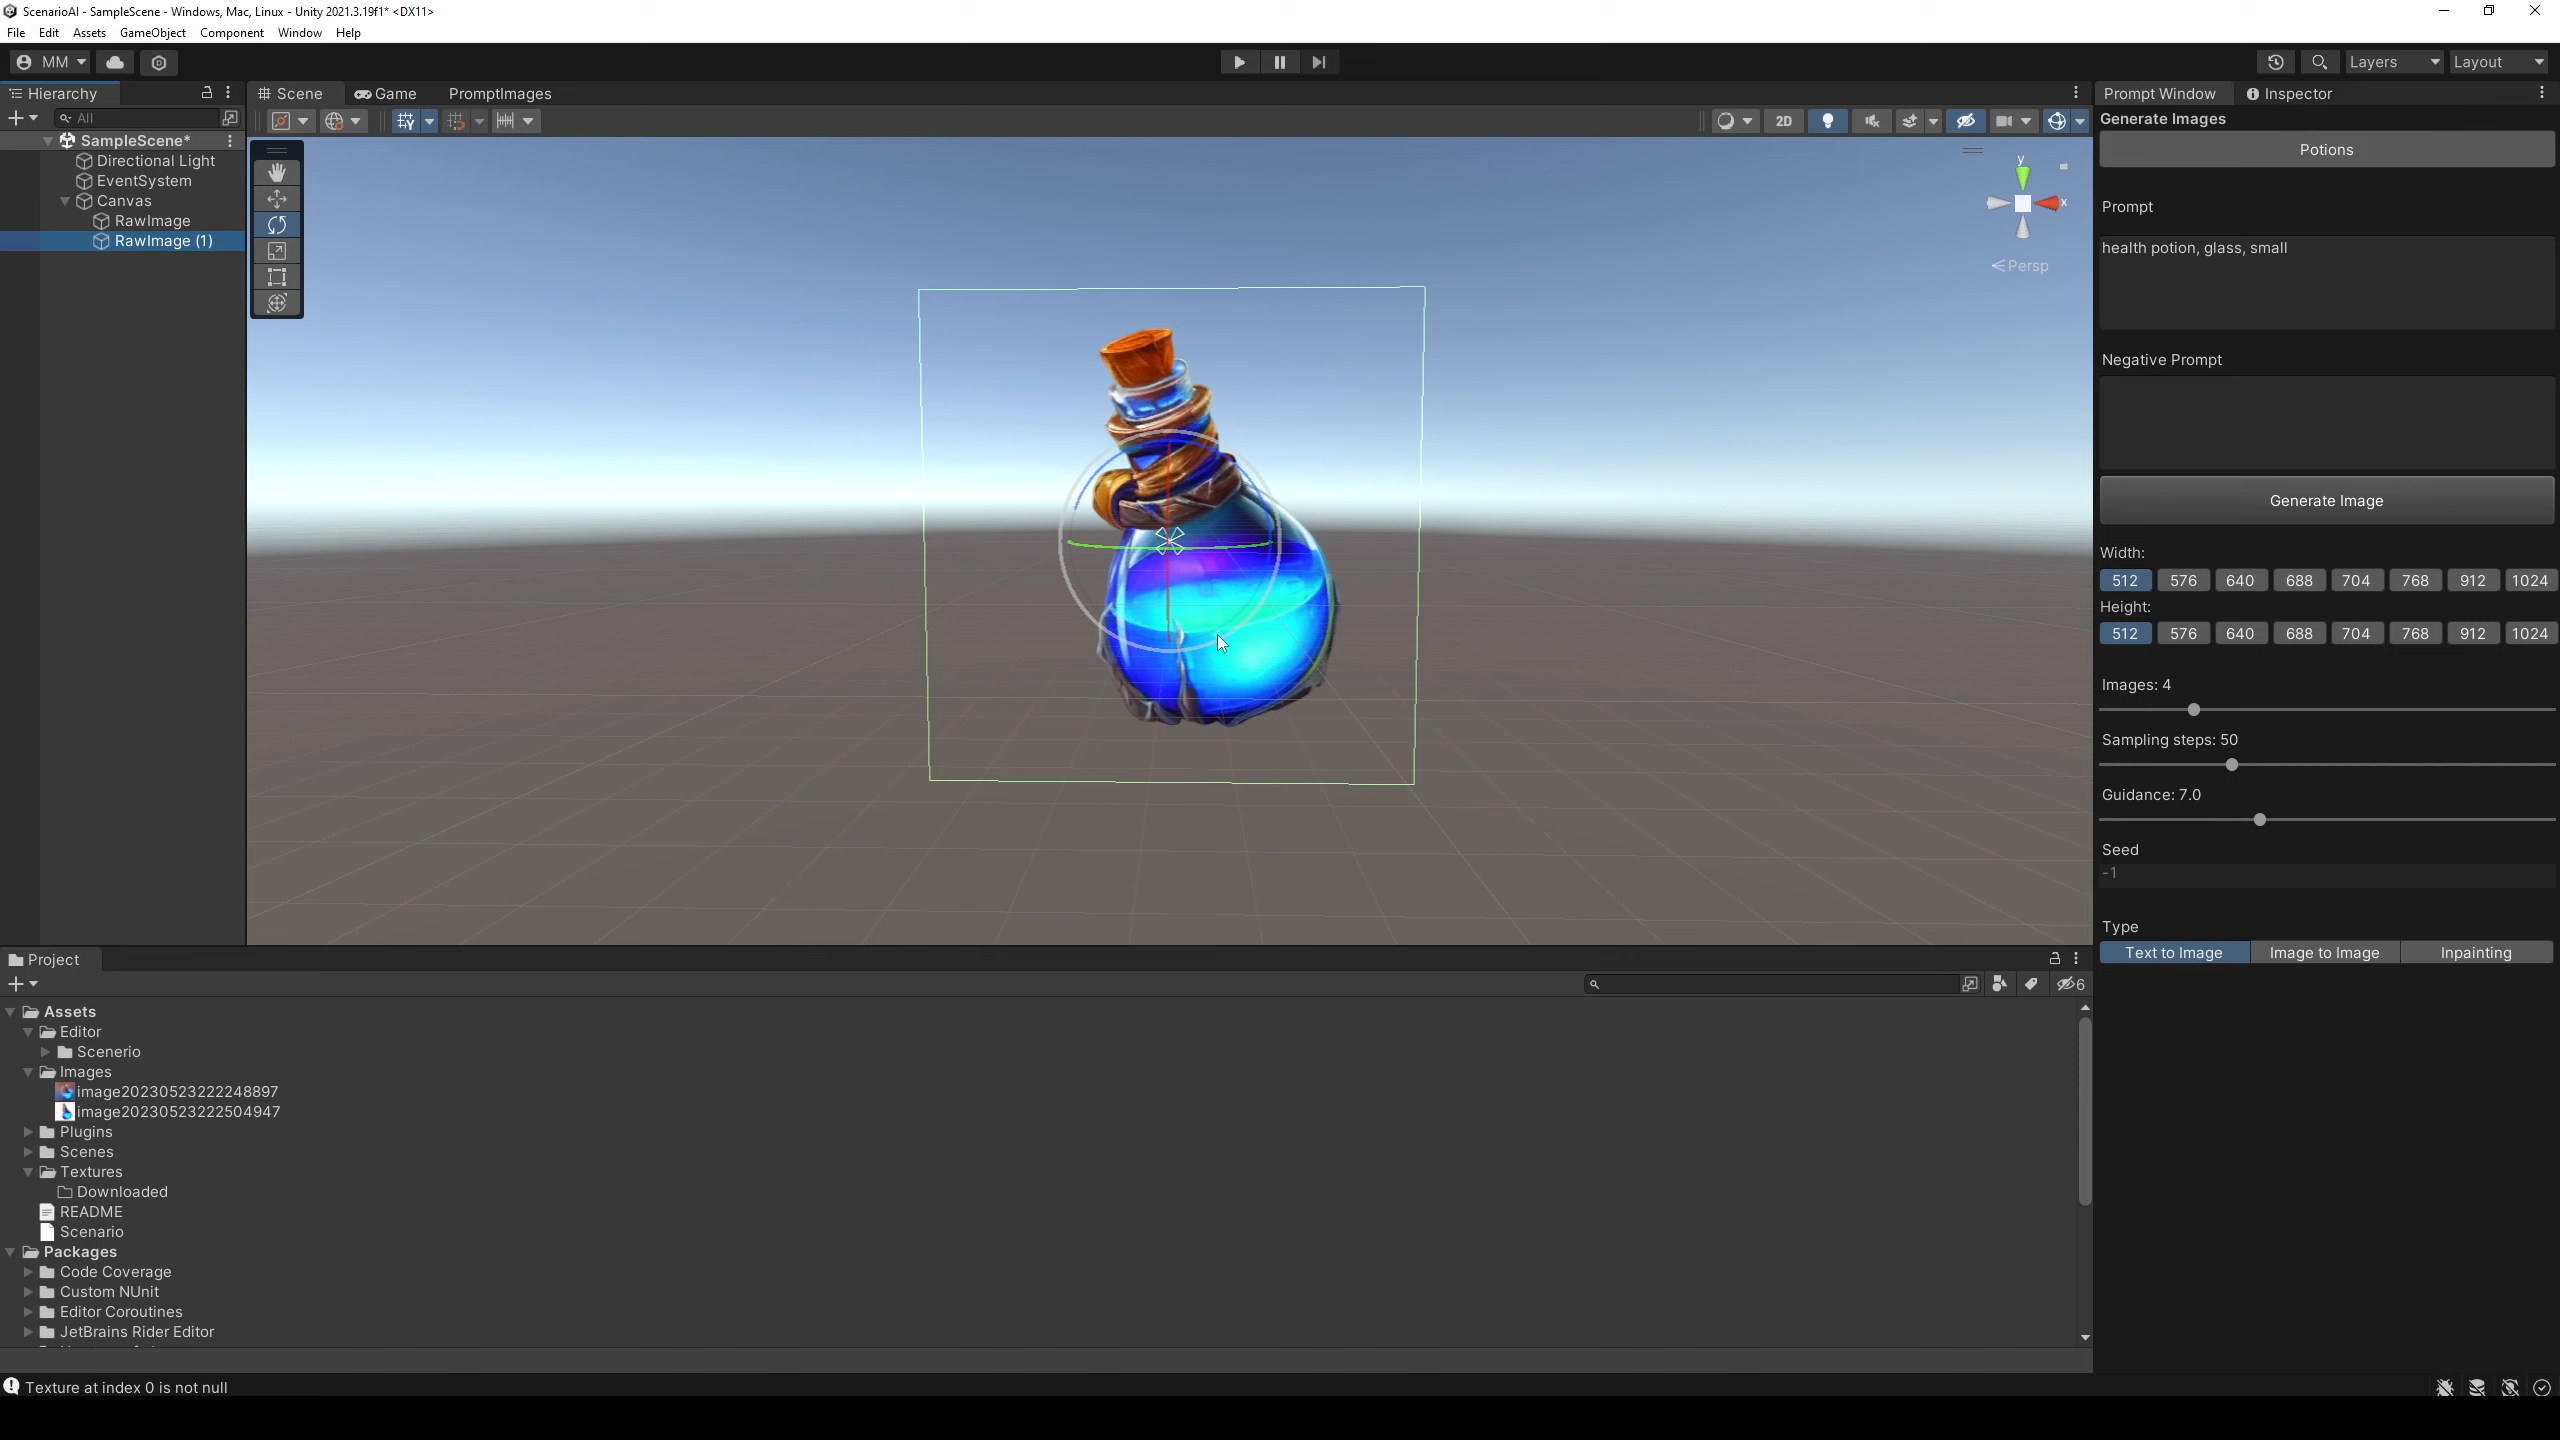 ScenarioAI - SampleScene - Windows, Mac, Linux - Unity 2021.3.19f1* <DX11>
File Edit Assets GameObject Component Window Help
MM Layers Layout
Hierarchy Scene Game PromptImages Prompt Window Inspector
All 2D
Generate Images
SampleScene*
Potions
Directional Light
EventSystem
Canvas
RawImage
RawImage (1)
y
x
Persp
Prompt
health potion, glass, small
Negative Prompt
Generate Image
Width:
512 576 640 688 704 768 912 1024
Height:
512 576 640 688 704 768 912 1024
Images: 4
Sampling steps: 50
Guidance: 7.0
Seed
-1
Type
Text to Image Image to Image Inpainting
Project
6
Assets
Editor
Scenerio
Images
image20230523222248897
image20230523222504947
Plugins
Scenes
Textures
Downloaded
README
Scenario
Packages
Code Coverage
Custom NUnit
Editor Coroutines
JetBrains Rider Editor
Texture at index 0 is not null